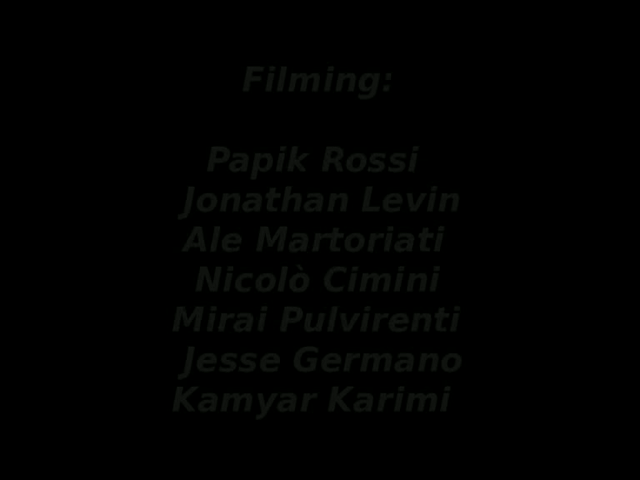 Filming:
Papik Rossi
Jonathan Levin
Ale Martoriati
Nicolò Cimini
Mirai Pulvirenti
Jesse Germano
Kamyar Karimi